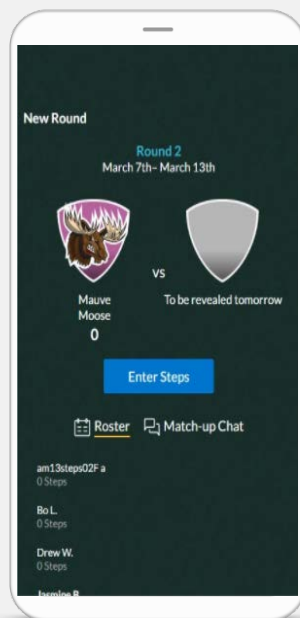 New Round
Round 2
March 7th– March 13th
vs
Mauve
Moose
To be revealed tomorrow
0
Enter Steps
Roster
Match-up Chat
am13steps02F a
0 Steps
Bo L.
0 Steps
Drew W.
0 Steps
Jasmine B